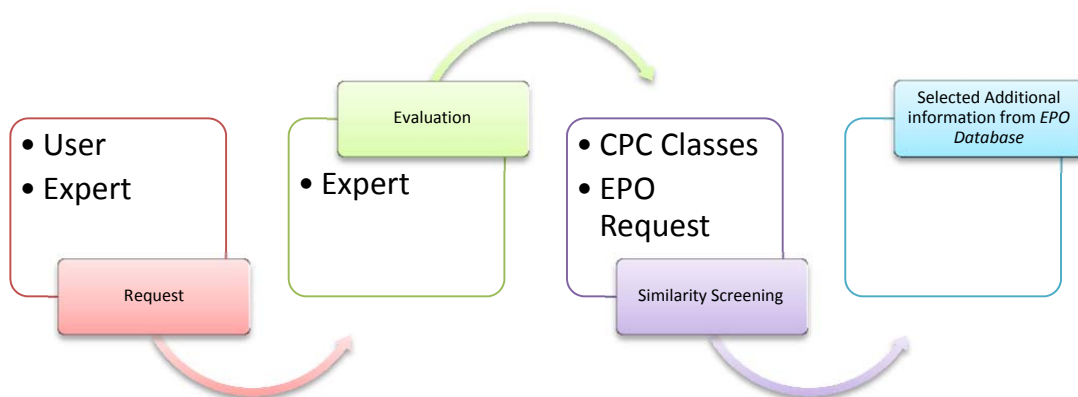 • User
• Expert
Request
Evaluation
• Expert
• CPC Classes
• EPO
Request
Similarity Screening
Selected Additional
information from EPO
Database